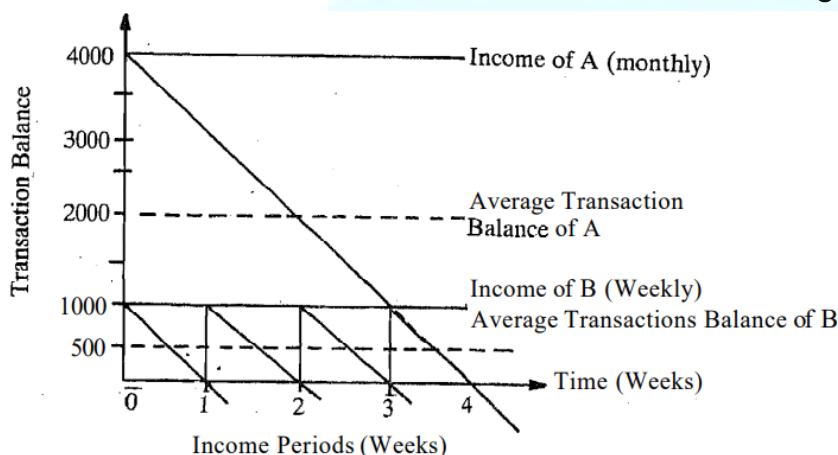 4000
Income of A (monthly)
3000
Transaction Balance
Average Transaction
2000
Balance of A
Income of B (Weekly)
1000
Average Transactions Balance of B
500
Time (Weeks)
0 1 2 3 4
Income Periods (Weeks)